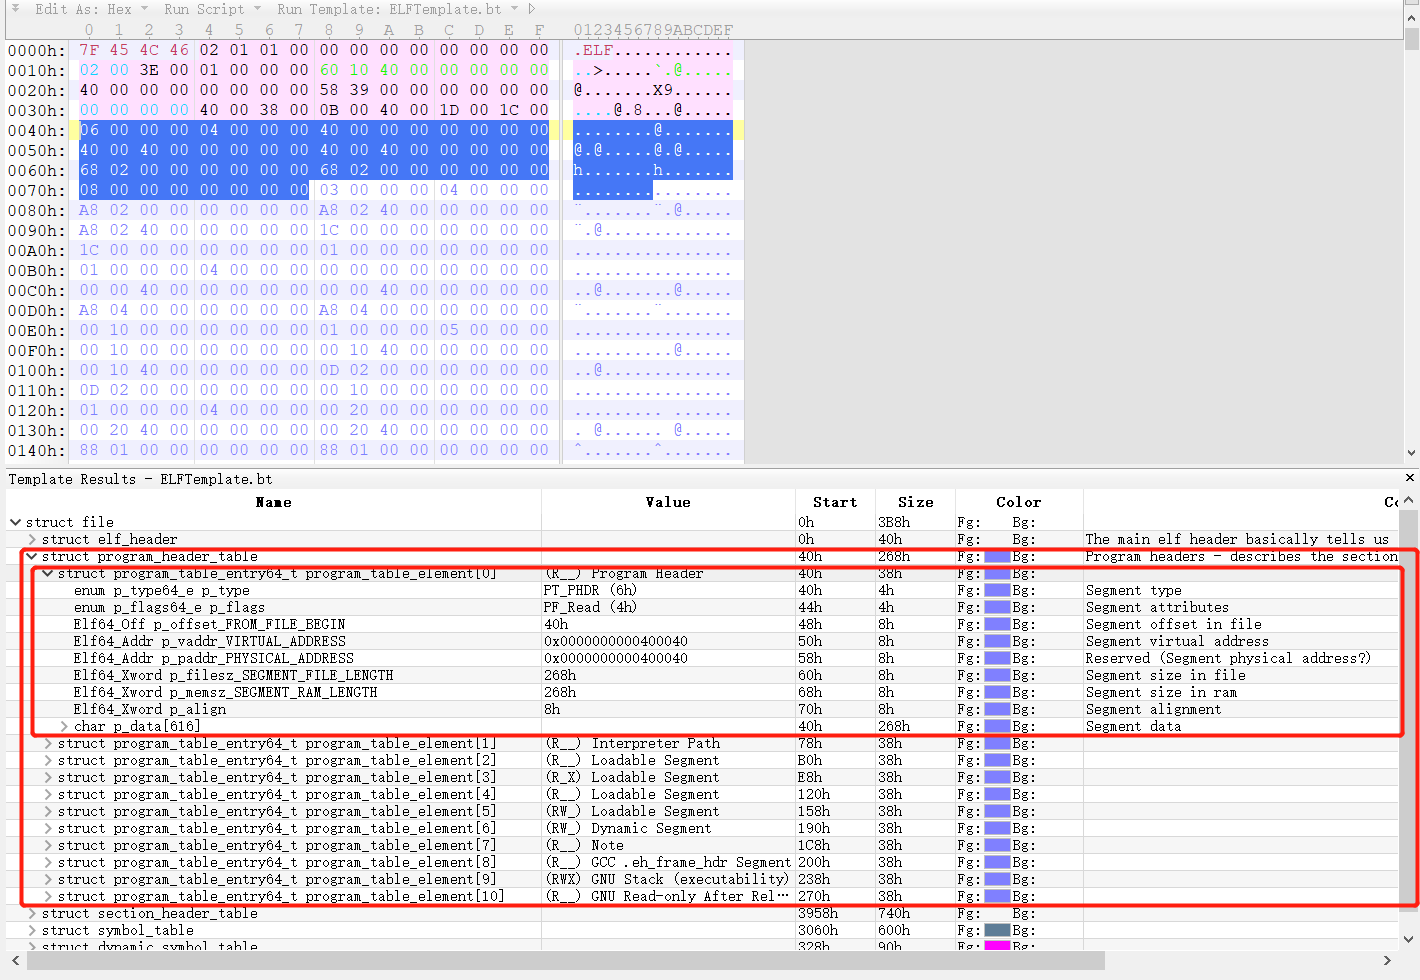 Edit As: Hex Run Script Run Template: ELFTemplate.bt
0 1 2 3 4 5 6 7 8 9 A B C D E F 0123456789ABCDEF
0000h: 7F 45 4C 46 02 01 01 00 00 00 00 00 00 00 00 00 .ELF............
0010h: 02 00 3E 00 01 00 00 00 60 10 40 00 00 00 00 00 ..>.....`.@.....
0020h: 40 00 00 00 00 00 00 00 58 39 00 00 00 00 00 00 @.......X9......
0030h: 00 00 00 00 40 00 38 00 0B 00 40 00 1D 00 1C 00 ....@.8...@.....
0040h: 06 00 00 00 04 00 00 00 40 00 00 00 00 00 00 00 ........@.......
0050h: 40 00 40 00 00 00 00 00 40 00 40 00 00 00 00 00 @.@.....@.@.....
0060h: 68 02 00 00 00 00 00 00 68 02 00 00 00 00 00 00 h.......h.......
0070h: 08 00 00 00 00 00 00 00 03 00 00 00 04 00 00 00 ................
0080h: A8 02 00 00 00 00 00 00 A8 02 40 00 00 00 00 00 ¨.......¨.@.....
0090h: A8 02 40 00 00 00 00 00 1C 00 00 00 00 00 00 00 ¨.@.............
00A0h: 1C 00 00 00 00 00 00 00 01 00 00 00 00 00 00 00 ................
00B0h: 01 00 00 00 04 00 00 00 00 00 00 00 00 00 00 00 ................
00C0h: 00 00 40 00 00 00 00 00 00 00 40 00 00 00 00 00 ..@.......@.....
00D0h: A8 04 00 00 00 00 00 00 A8 04 00 00 00 00 00 00 ¨.......¨.......
00E0h: 00 10 00 00 00 00 00 00 01 00 00 00 05 00 00 00 ................
00F0h: 00 10 00 00 00 00 00 00 00 10 40 00 00 00 00 00 ..........@.....
0100h: 00 10 40 00 00 00 00 00 0D 02 00 00 00 00 00 00 ..@.............
0110h: 0D 02 00 00 00 00 00 00 00 10 00 00 00 00 00 00 ................
0120h: 01 00 00 00 04 00 00 00 00 20 00 00 00 00 00 00 ......... ......
0130h: 00 20 40 00 00 00 00 00 00 20 40 00 00 00 00 00 . @...... @.....
0140h: 88 01 00 00 00 00 00 00 88 01 00 00 00 00 00 00 ˆ.......ˆ.......
Template Results - ELFTemplate.bt
Name Value Start Size Color Co
struct file 0h 3B8h Fg: Bg:
struct elf_header 0h 40h Fg: Bg: The main elf header basically tells us
struct program_header_table 40h 268h Fg: Bg: Program headers - describes the section
struct program_table_entry64_t program_table_element[0] (R__) Program Header 40h 38h Fg: Bg:
enum p_type64_e p_type PT_PHDR (6h) 40h 4h Fg: Bg: Segment type
enum p_flags64_e p_flags PF_Read (4h) 44h 4h Fg: Bg: Segment attributes
Elf64_Off p_offset_FROM_FILE_BEGIN 40h 48h 8h Fg: Bg: Segment offset in file
Elf64_Addr p_vaddr_VIRTUAL_ADDRESS 0x0000000000400040 50h 8h Fg: Bg: Segment virtual address
Elf64_Addr p_paddr_PHYSICAL_ADDRESS 0x0000000000400040 58h 8h Fg: Bg: Reserved (Segment physical address?)
Elf64_Xword p_filesz_SEGMENT_FILE_LENGTH 268h 60h 8h Fg: Bg: Segment size in file
Elf64_Xword p_memsz_SEGMENT_RAM_LENGTH 268h 68h 8h Fg: Bg: Segment size in ram
Elf64_Xword p_align 8h 70h 8h Fg: Bg: Segment alignment
char p_data[616] 40h 268h Fg: Bg: Segment data
struct program_table_entry64_t program_table_element[1] (R__) Interpreter Path 78h 38h Fg: Bg:
struct program_table_entry64_t program_table_element[2] (R__) Loadable Segment B0h 38h Fg: Bg:
struct program_table_entry64_t program_table_element[3] (R_X) Loadable Segment E8h 38h Fg: Bg:
struct program_table_entry64_t program_table_element[4] (R__) Loadable Segment 120h 38h Fg: Bg:
struct program_table_entry64_t program_table_element[5] (RW_) Loadable Segment 158h 38h Fg: Bg:
struct program_table_entry64_t program_table_element[6] (RW_) Dynamic Segment 190h 38h Fg: Bg:
struct program_table_entry64_t program_table_element[7] (R__) Note 1C8h 38h Fg: Bg:
struct program_table_entry64_t program_table_element[8] (R__) GCC .eh_frame_hdr Segment 200h 38h Fg: Bg:
struct program_table_entry64_t program_table_element[9] (RWX) GNU Stack (executability) 238h 38h Fg: Bg:
struct program_table_entry64_t program_table_element[10] (R__) GNU Read-only After Rel… 270h 38h Fg: Bg:
struct section_header_table 3958h 740h Fg: Bg:
struct symbol_table 3060h 600h Fg: Bg:
struct dynamic_symbol_table 328h 90h Fg: Bg: